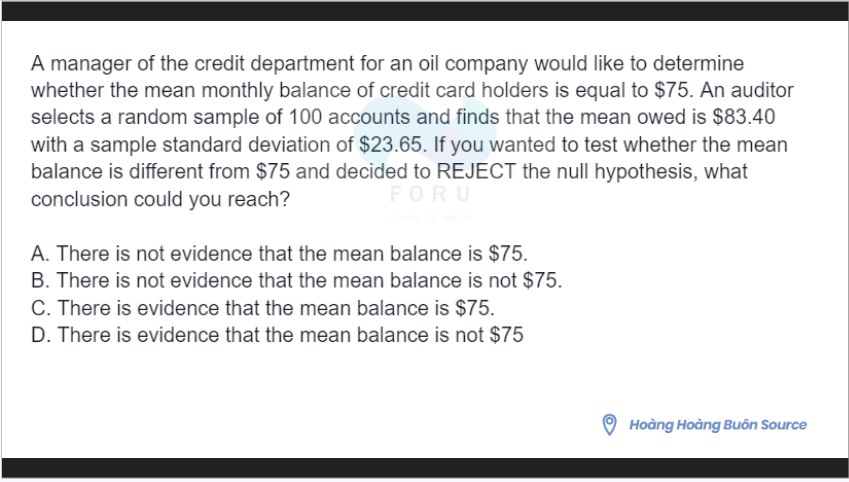 A manager of the credit department for an oil company would like to determine
whether the mean monthly balance of credit card holders is equal to $75. An auditor
selects a random sample of 100 accounts and finds that the mean owed is $83.40
with a sample standard deviation of $23.65. If you wanted to test whether the mean
balance is different from $75 and decided to REJECT the null hypothesis, what
FORU
conclusion could you reach?
A. There is not evidence that the mean balance is $75.
B. There is not evidence that the mean balance is not $75.
C. There is evidence that the mean balance is $75.
D. There is evidence that the mean balance is not $75
Hoàng Hoàng Buôn Source